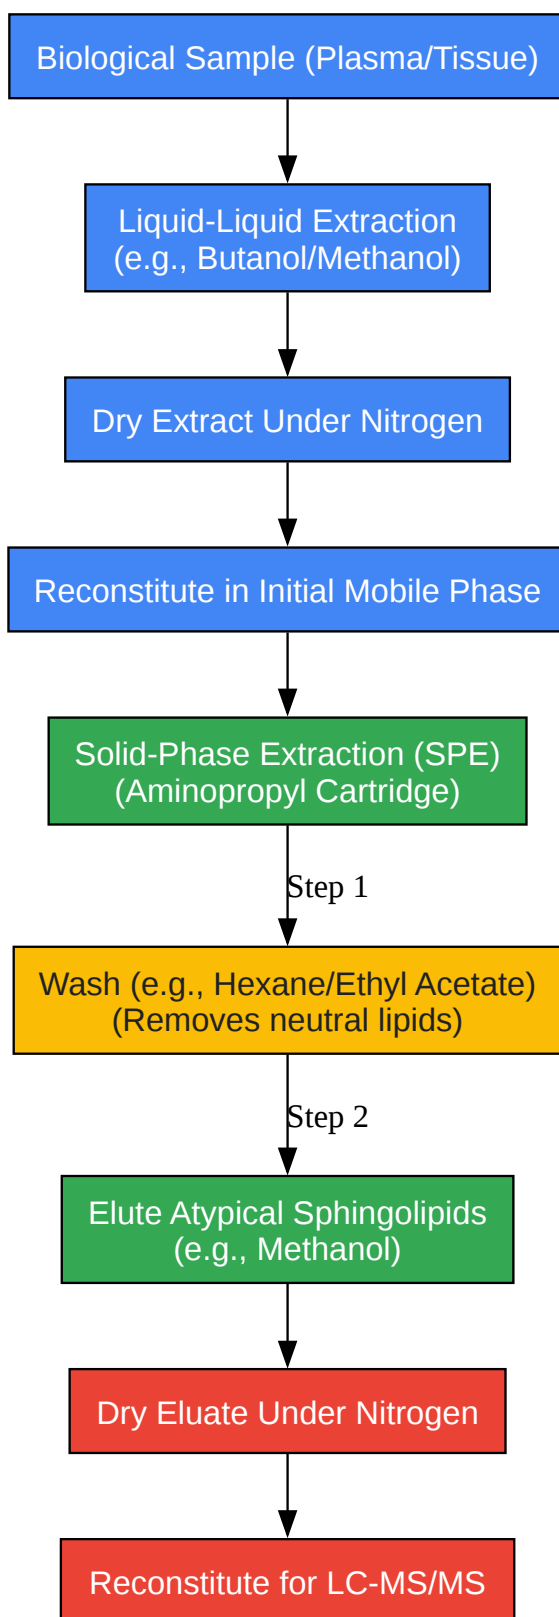 Biological Sample (Plasma/Tissue)
Liquid-Liquid Extraction
(e.g., Butanol/Methanol)
Dry Extract Under Nitrogen
Reconstitute in Initial Mobile Phase
Solid-Phase Extraction (SPE)
(Aminopropyl Cartridge)
Step 1
Wash (e.g., Hexane/Ethyl Acetate)
(Removes neutral lipids)
Step 2
Elute Atypical Sphingolipids
(e.g., Methanol)
Dry Eluate Under Nitrogen
Reconstitute for LC-MS/MS